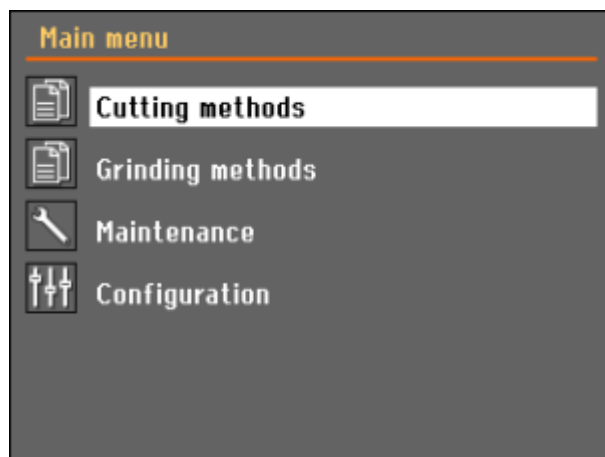 Main menu
Cutting methods
Grinding methods
Maintenance
Configuration